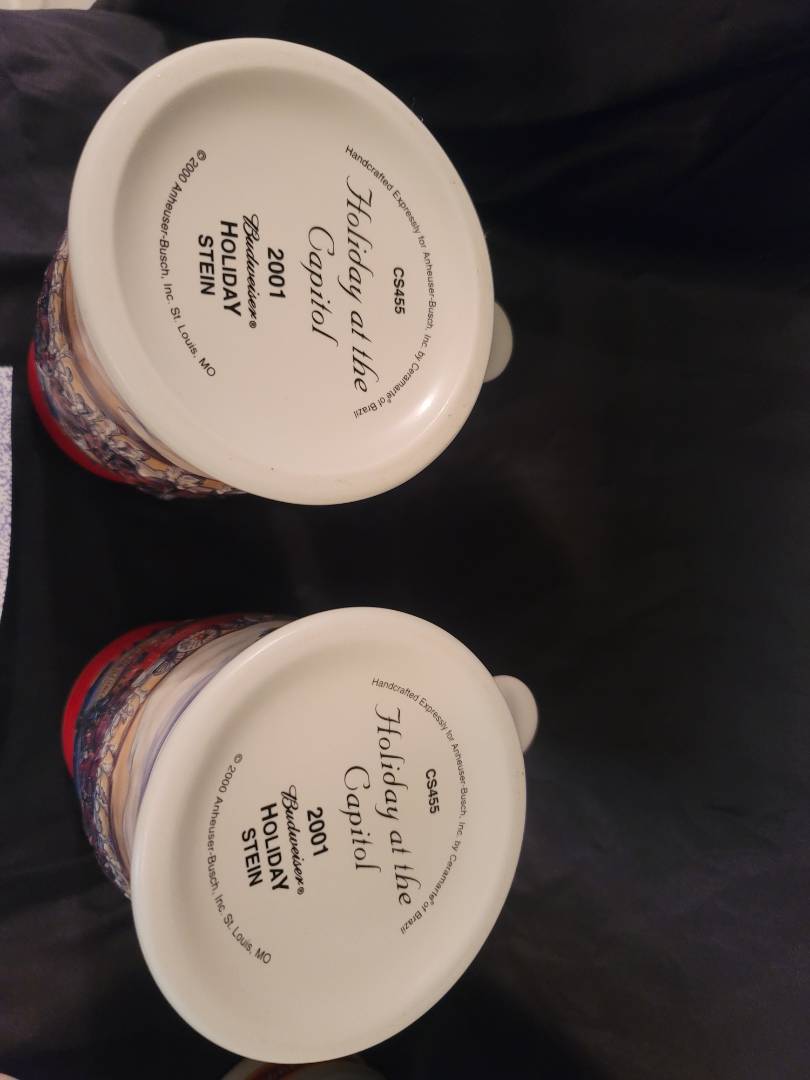 Handcrafted Expressly for Anheuser-Busch, Inc. by Ceramarte® of Brazil
CS455
Holiday at the
Capitol
2001
Budweiser®
HOLIDAY
STEIN
© 2000 Anheuser-Busch, Inc. St. Louis, MO
Handcrafted Expressly for Anheuser-Busch, Inc. by Ceramarte® of Brazil
CS455
Holiday at the
Capitol
2001
Budweiser®
HOLIDAY
STEIN
© 2000 Anheuser-Busch, Inc. St. Louis, MO